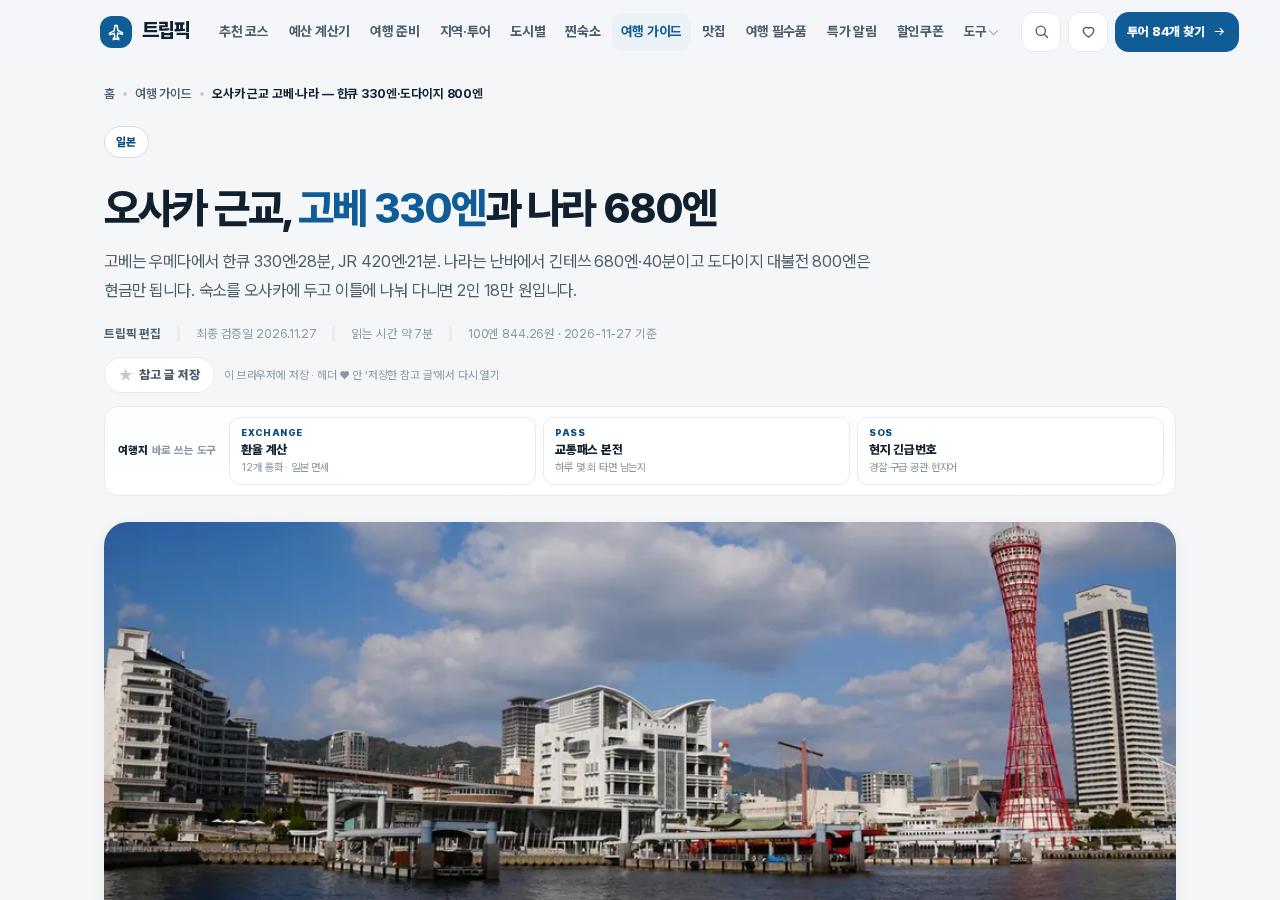 트립픽
추천 코스
예산 계산기
여행 준비
지역·투어
도시별
찐숙소
여행 가이드
맛집
여행 필수품
특가 알림
할인쿠폰
도구
투어 84개 찾기 →
홈 • 여행 가이드 • 오사카 근교 고베·나라 — 한큐 330엔·도다이지 800엔
일본
오사카 근교, 고베 330엔과 나라 680엔
고베는 우메다에서 한큐 330엔·28분, JR 420엔·21분. 나라는 난바에서 긴테쓰 680엔·40분이고 도다이지 대불전 800엔은
현금만 됩니다. 숙소를 오사카에 두고 이틀에 나눠 다니면 2인 18만 원입니다.
트립픽 편집 | 최종 검증일 2026.11.27 | 읽는 시간 약 7분 | 100엔 844.26원 · 2026-11-27 기준
★ 참고 글 저장 이 브라우저에 저장 · 헤더 ♥ 안 '저장한 참고 글'에서 다시 열기
여행지 바로 쓰는 도구
EXCHANGE
환율 계산
12개 통화 · 일본 면세
PASS
교통패스 본전
하루 몇 회 타면 남는지
SOS
현지 긴급번호
경찰·구급·공관·현지어